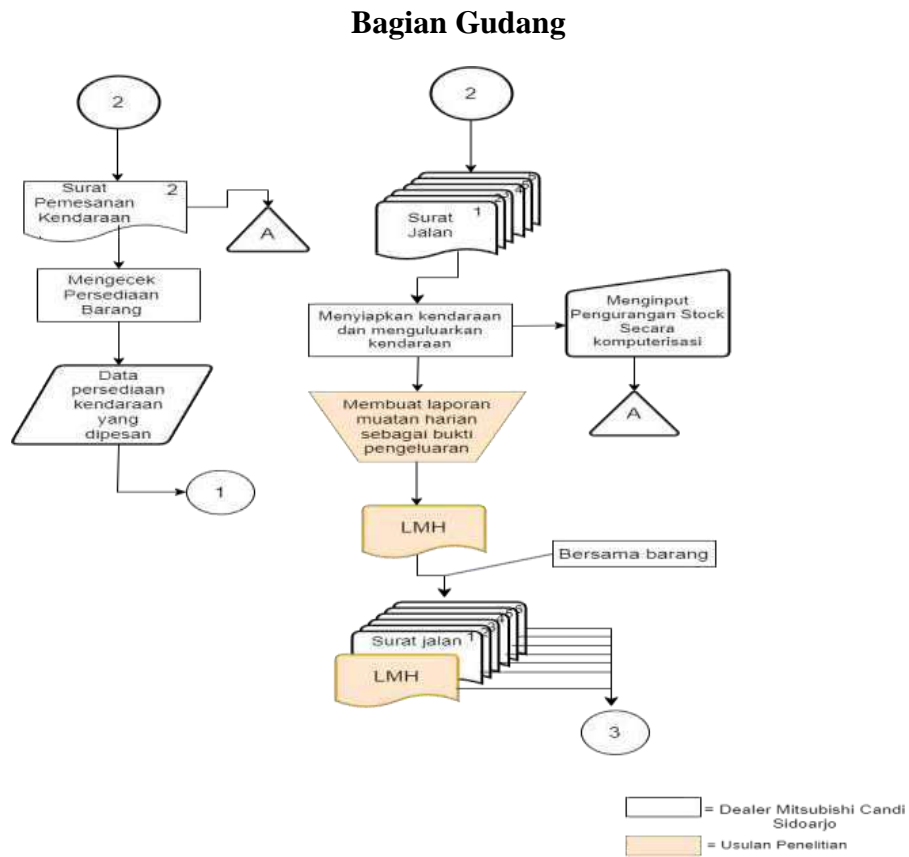 Bagian Gudang
2
Surat
Pemesanan
Kendaraan
2
A
Mengecek
Persediaan
Barang
Data
persediaan
kendaraan
yang
dipesan
1
2
Surat
Jalan
1
Menyiapkan kendaraan
dan menguluarkan
kendaraan
Menginput
Pengurangan Stock
Secara
komputerisasi
A
Membuat laporan
muatan harian
sebagai bukti
pengeluaran
LMH
Bersama barang
Surat jalan
1
LMH
3
= Dealer Mitsubishi Candi
Sidoarjo
= Usulan Penelitian